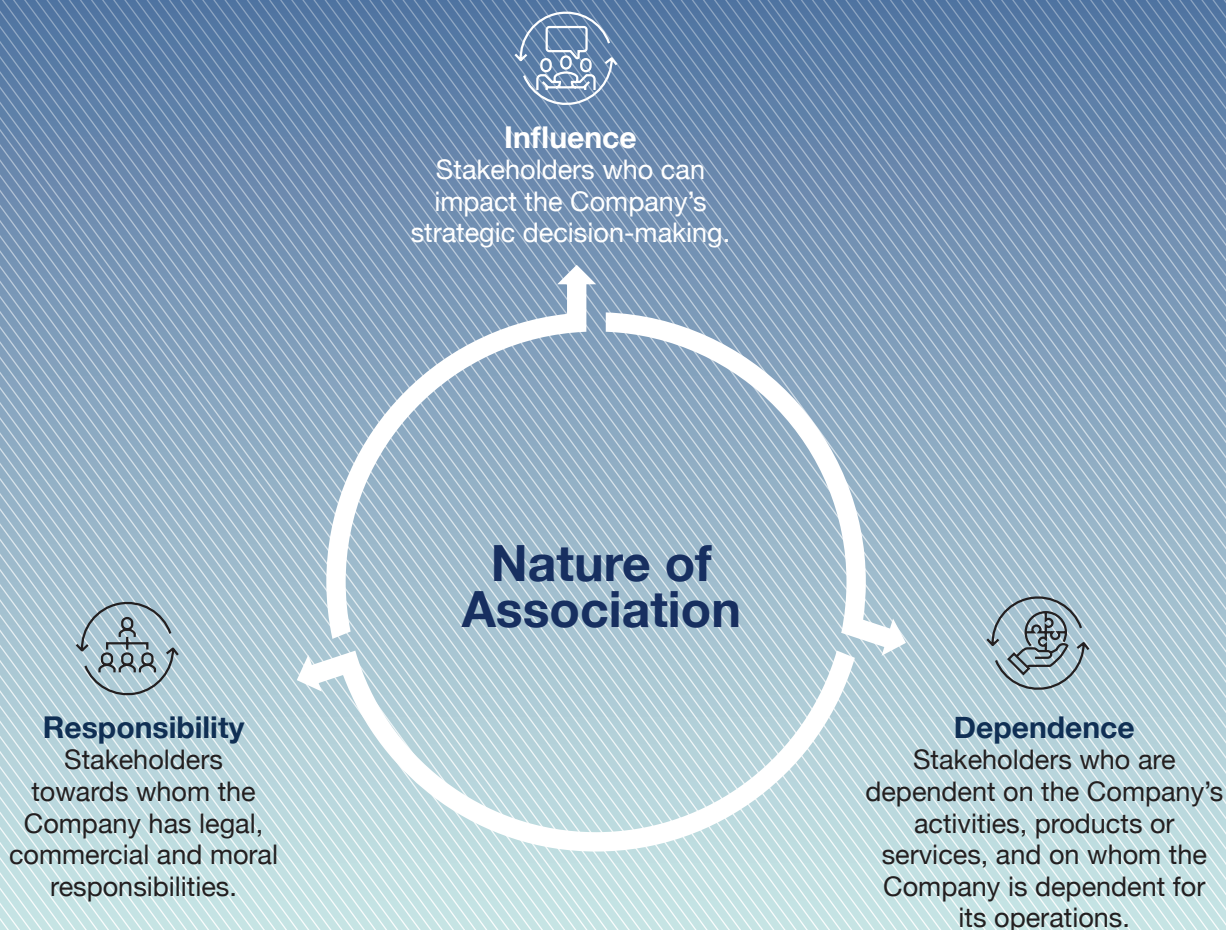 Influence
Stakeholders who can
impact the Company’s
strategic decision-making.
Nature of
Association
Responsibility
Stakeholders
towards whom the
Company has legal,
commercial and moral
responsibilities.
Dependence
Stakeholders who are
dependent on the Company’s
activities, products or
services, and on whom the
Company is dependent for
its operations.